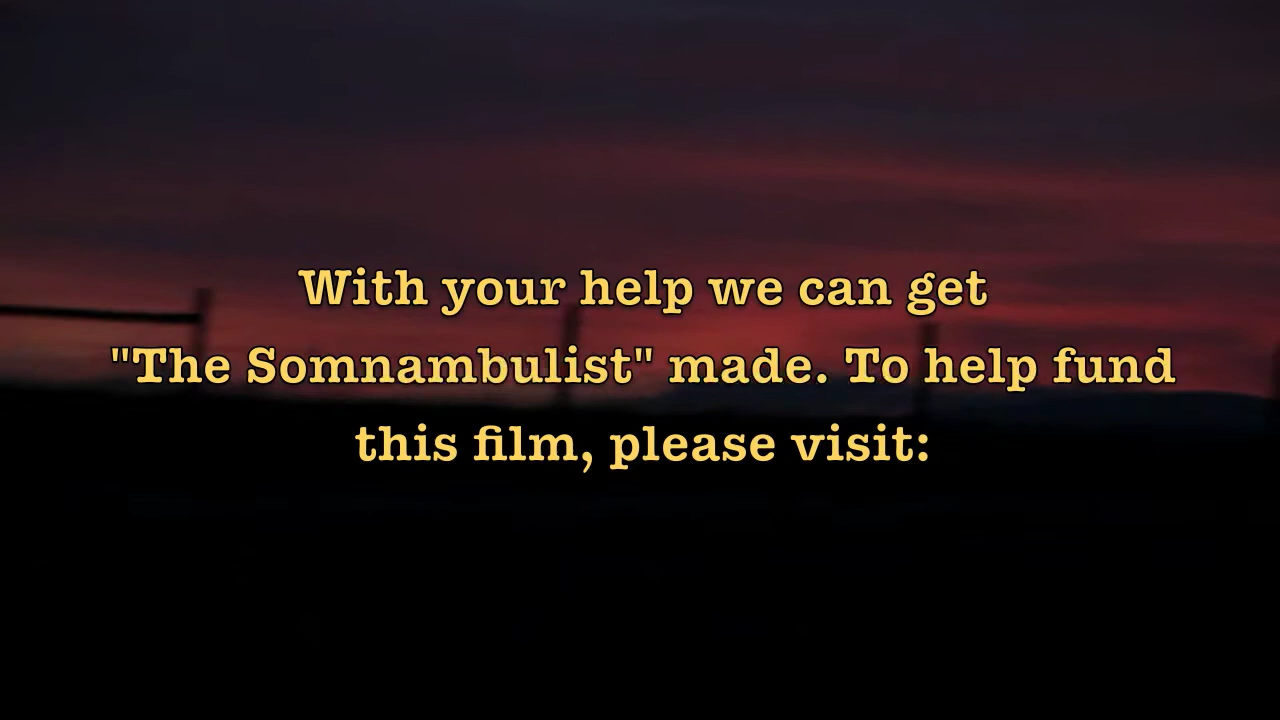 With your help we can get
"The Somnambulist" made. To help fund
this film, please visit: